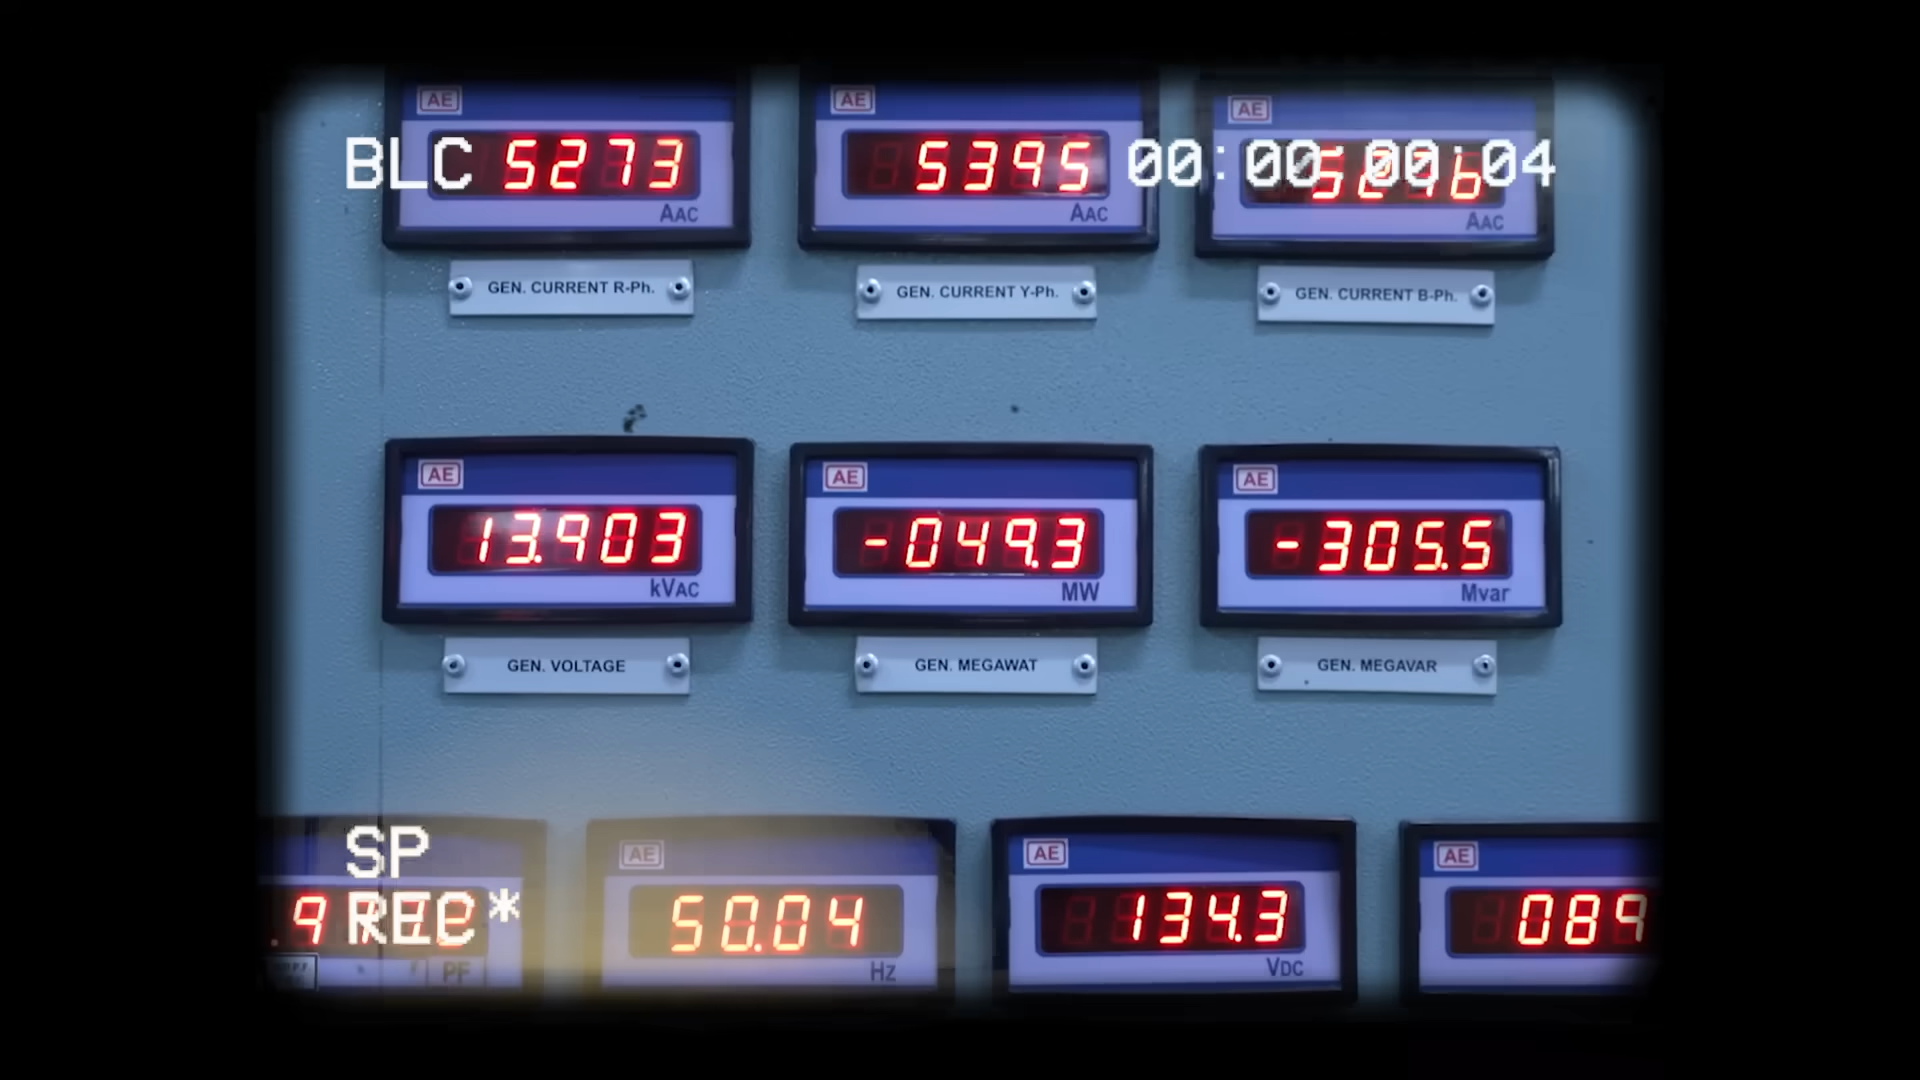 AE
AE
AE
BLC
5273
5395
00:00:00:04
AAC
AAC
AAC
GEN. CURRENT R-Ph.
GEN. CURRENT Y-Ph.
GEN. CURRENT B-Ph.
AE
AE
AE
13.903
-049.3
-305.5
kVAC
MW
Mvar
GEN. VOLTAGE
GEN. MEGAWAT
GEN. MEGAVAR
SP
AE
AE
AE
REC*
50.04
134.3
089
PF
Hz
VDC